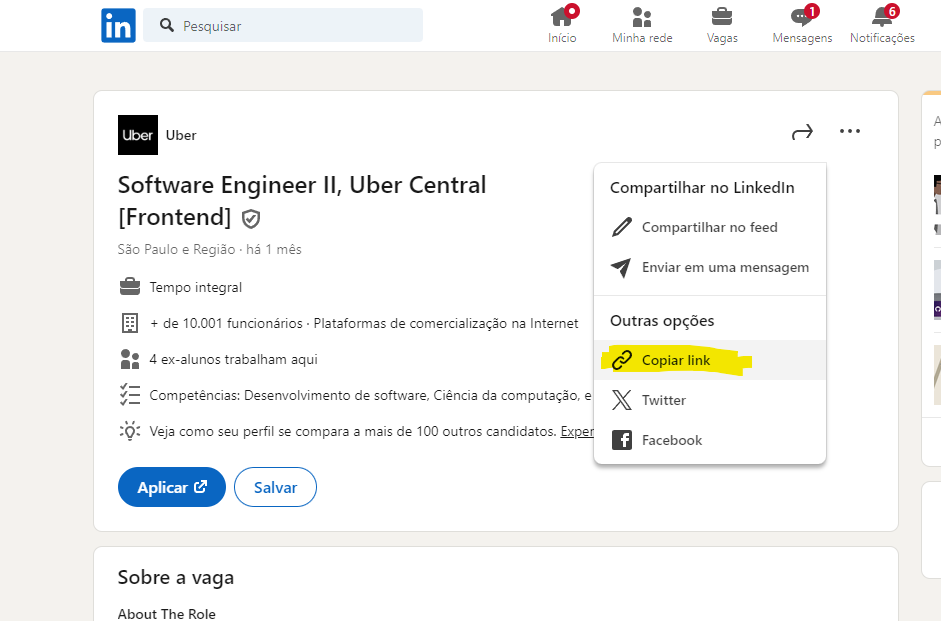 in
Pesquisar
Início
Minha rede
Vagas
1
Mensagens
6
Notificações
Uber
Uber
Software Engineer II, Uber Central
[Frontend]
São Paulo e Região · há 1 mês
Tempo integral
+ de 10.001 funcionários · Plataformas de comercialização na Internet
4 ex-alunos trabalham aqui
Competências: Desenvolvimento de software, Ciência da computação, e
Veja como seu perfil se compara a mais de 100 outros candidatos. Exper
Aplicar
Salvar
Compartilhar no LinkedIn
Compartilhar no feed
Enviar em uma mensagem
Outras opções
Copiar link
Twitter
Facebook
Sobre a vaga
About The Role